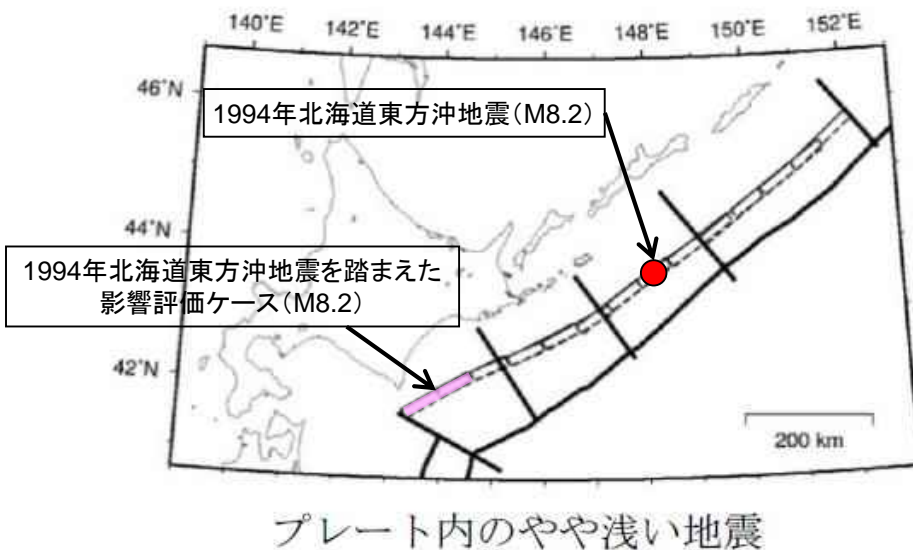 140°E 142°E 144°E 146°E 148°E 150°E 152°E
46°N
1994年北海道東方沖地震(M8.2)
44°N
1994年北海道東方沖地震を踏まえた
影響評価ケース(M8.2)
42°N
200 km
プレート内のやや浅い地震